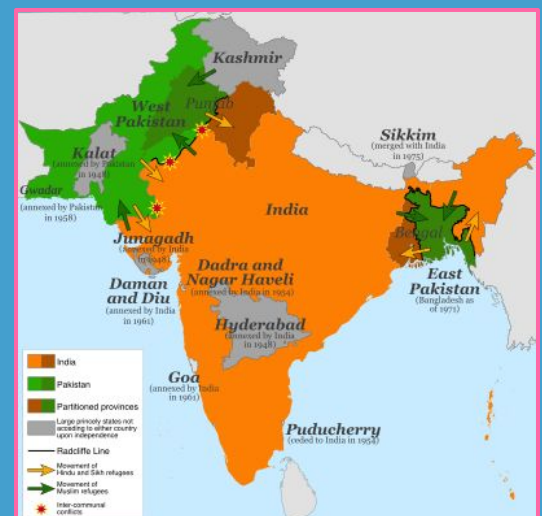 Kashmir
West
Pakistan
Punjab
Kalat
(annexed by Pakistan
in 1948)
Sikkim
(merged with India
in 1975)
Gwadar
(annexed by Pakistan
in 1958)
India
Bengal
Junagadh
(annexed by India
in 1948)
Daman
and Diu
(annexed by India
in 1961)
Dadra and
Nagar Haveli
(annexed by India in 1954)
East
Pakistan
(Bangladesh as
of 1971)
Hyderabad
(annexed by India
in 1948)
Goa
(annexed by India
in 1961)
Puducherry
(ceded to India in 1954)
India
Pakistan
Partitioned provinces
Large princely states not
acceding to either country
upon independence
Radcliffe Line
Movement of
Hindu and Sikh refugees
Movement of
Muslim refugees
Inter-communal
conflicts